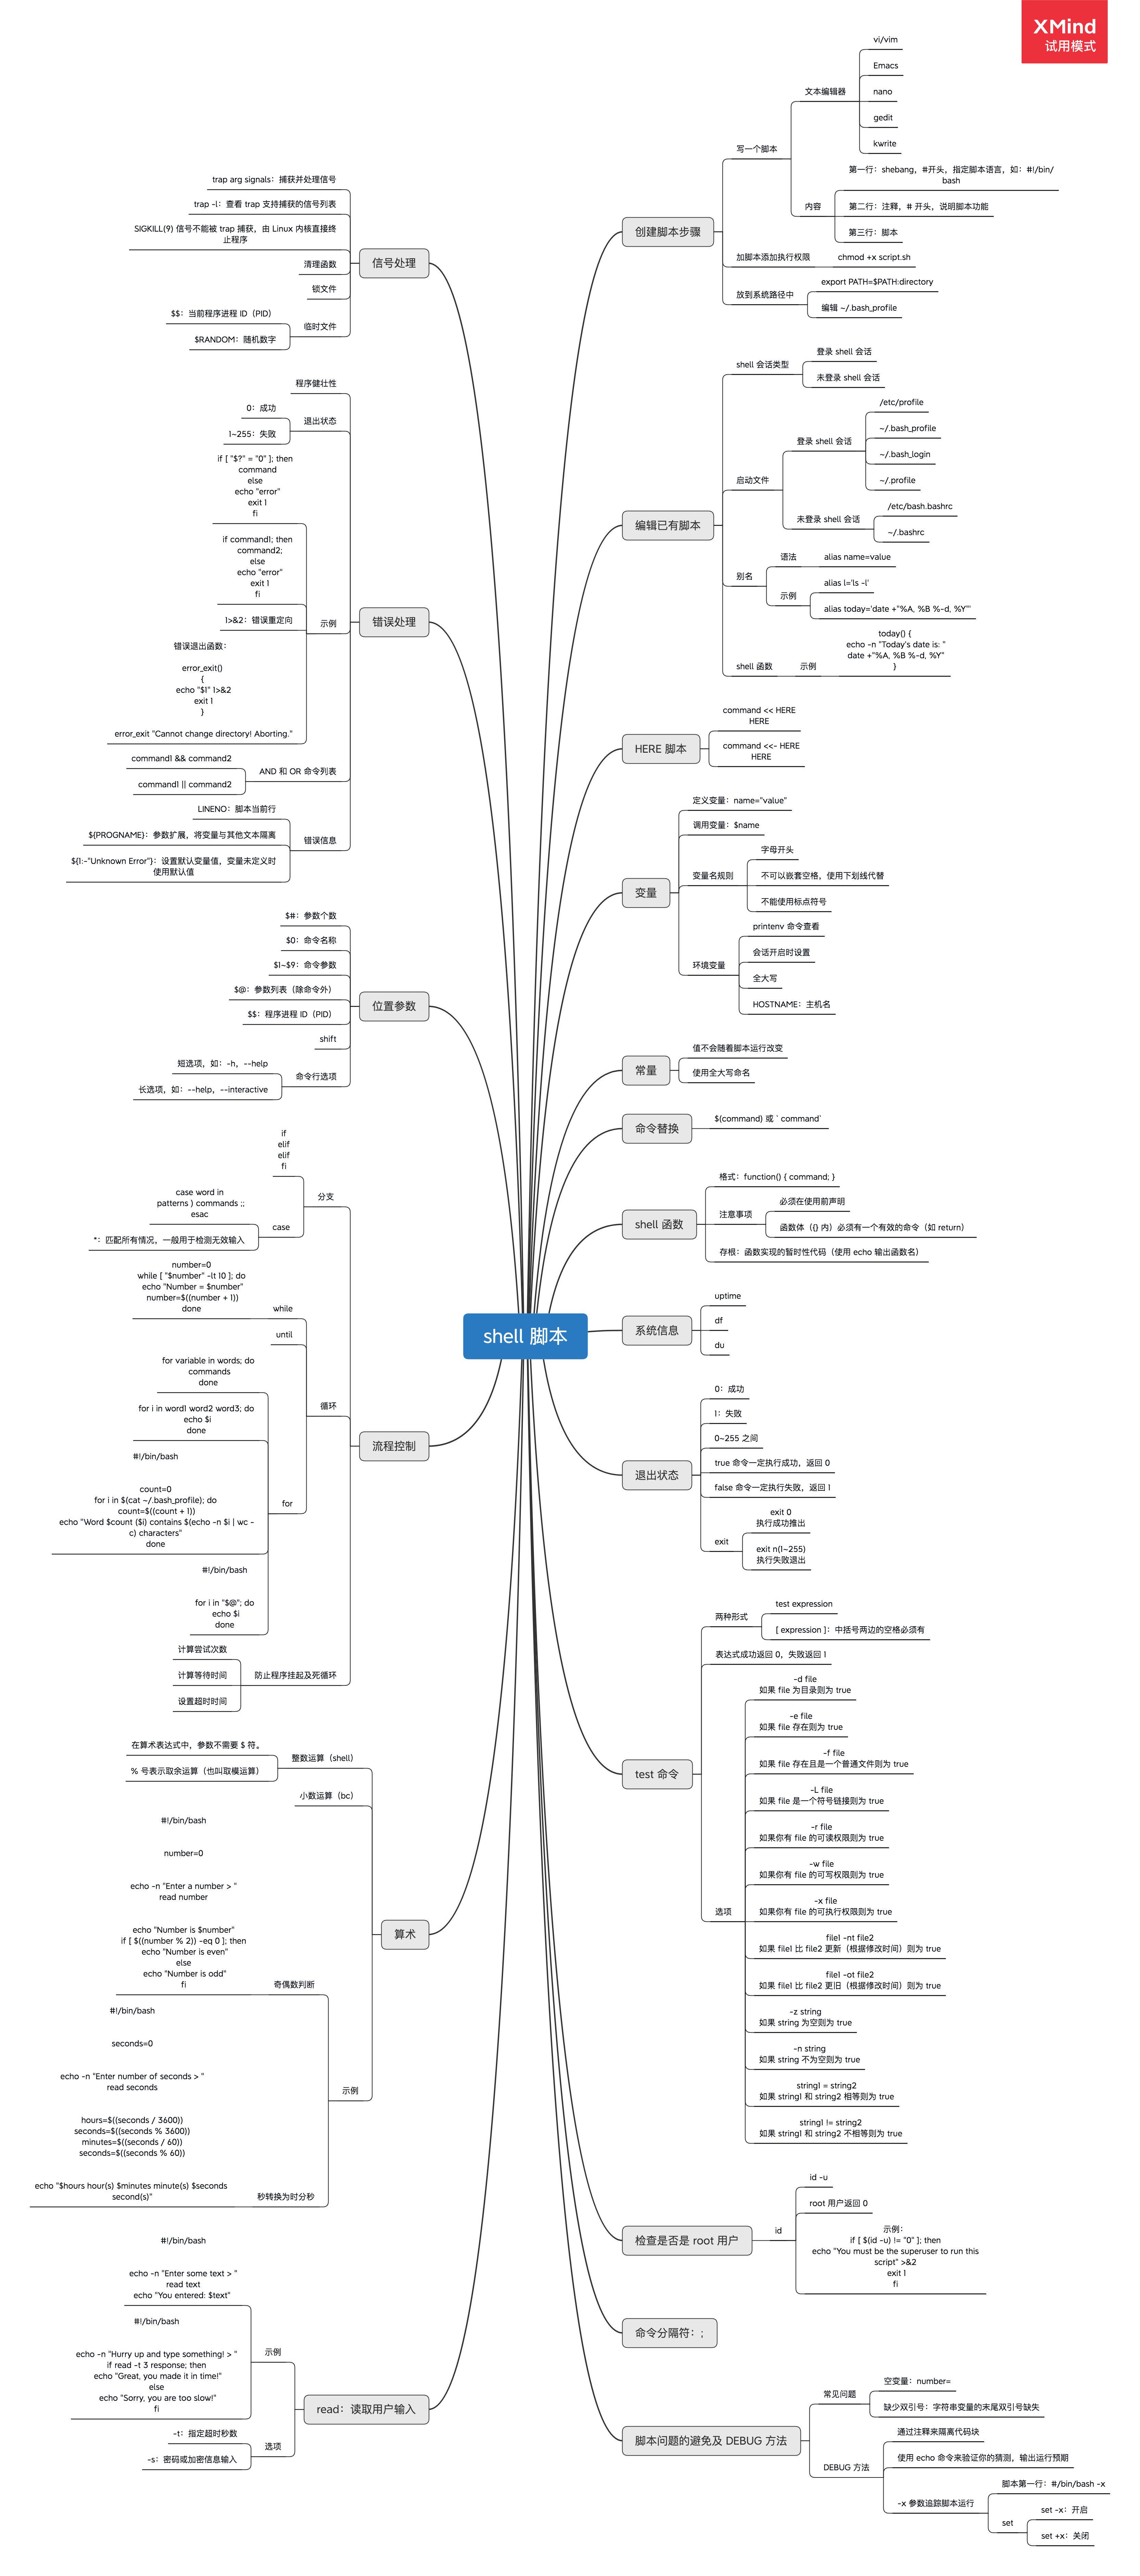 XMind
试用模式
shell 脚本
创建脚本步骤
写一个脚本
文本编辑器
vi/vim
Emacs
nano
gedit
kwrite
内容
第一行：shebang，#开头，指定脚本语言，如：#!/bin/
bash
第二行：注释，# 开头，说明脚本功能
第三行：脚本
加脚本添加执行权限
chmod +x script.sh
放到系统路径中
export PATH=$PATH:directory
编辑 ~/.bash_profile
编辑已有脚本
shell 会话类型
登录 shell 会话
未登录 shell 会话
启动文件
登录 shell 会话
/etc/profile
~/.bash_profile
~/.bash_login
~/.profile
未登录 shell 会话
/etc/bash.bashrc
~/.bashrc
别名
语法
alias name=value
示例
alias l='ls -l'
alias today='date +"%A, %B %-d, %Y"'
shell 函数
示例
today() {
echo -n "Today's date is: "
date +"%A, %B %-d, %Y"
}
HERE 脚本
command << HERE
HERE
command <<- HERE
HERE
变量
定义变量：name="value"
调用变量：$name
变量名规则
字母开头
不可以嵌套空格，使用下划线代替
不能使用标点符号
环境变量
printenv 命令查看
会话开启时设置
全大写
HOSTNAME：主机名
常量
值不会随着脚本运行改变
使用全大写命名
命令替换
$(command) 或 ` command`
shell 函数
格式：function() { command; }
注意事项
必须在使用前声明
函数体（{} 内）必须有一个有效的命令（如 return）
存根：函数实现的暂时性代码（使用 echo 输出函数名）
系统信息
uptime
df
du
退出状态
0：成功
1：失败
0~255 之间
true 命令一定执行成功，返回 0
false 命令一定执行失败，返回 1
exit
exit 0
执行成功推出
exit n(1~255)
执行失败退出
test 命令
两种形式
test expression
[ expression ]：中括号两边的空格必须有
表达式成功返回 0，失败返回 1
选项
-d file
如果 file 为目录则为 true
-e file
如果 file 存在则为 true
-f file
如果 file 存在且是一个普通文件则为 true
-L file
如果 file 是一个符号链接则为 true
-r file
如果你有 file 的可读权限则为 true
-w file
如果你有 file 的可写权限则为 true
-x file
如果你有 file 的可执行权限则为 true
file1 -nt file2
如果 file1 比 file2 更新（根据修改时间）则为 true
file1 -ot file2
如果 file1 比 file2 更旧（根据修改时间）则为 true
-z string
如果 string 为空则为 true
-n string
如果 string 不为空则为 true
string1 = string2
如果 string1 和 string2 相等则为 true
string1 != string2
如果 string1 和 string2 不相等则为 true
检查是否是 root 用户
id
id -u
root 用户返回 0
示例：
if [ $(id -u) != "0" ]; then
echo "You must be the superuser to run this
script" >&2
exit 1
fi
命令分隔符：;
脚本问题的避免及 DEBUG 方法
常见问题
空变量：number=
缺少双引号：字符串变量的末尾双引号缺失
DEBUG 方法
通过注释来隔离代码块
使用 echo 命令来验证你的猜测，输出运行预期
-x 参数追踪脚本运行
脚本第一行：#/bin/bash -x
set
set -x：开启
set +x：关闭
信号处理
trap arg signals：捕获并处理信号
trap -l：查看 trap 支持捕获的信号列表
SIGKILL(9) 信号不能被 trap 捕获，由 Linux 内核直接终
止程序
清理函数
锁文件
临时文件
$$：当前程序进程 ID（PID）
$RANDOM：随机数字
错误处理
程序健壮性
退出状态
0：成功
1~255：失败
示例
if [ "$?" = "0" ]; then
command
else
echo "error"
exit 1
fi
if command1; then
command2;
else
echo "error"
exit 1
fi
1>&2：错误重定向
错误退出函数：
error_exit()
{
echo "$1" 1>&2
exit 1
}
error_exit "Cannot change directory! Aborting."
AND 和 OR 命令列表
command1 && command2
command1 || command2
错误信息
LINENO：脚本当前行
${PROGNAME}：参数扩展，将变量与其他文本隔离
${1:-"Unknown Error"}：设置默认变量值，变量未定义时
使用默认值
位置参数
$#：参数个数
$0：命令名称
$1~$9：命令参数
$@：参数列表（除命令外）
$$：程序进程 ID（PID）
shift
命令行选项
短选项，如：-h，--help
长选项，如：--help，--interactive
流程控制
分支
if
elif
elif
fi
case
case word in
patterns ) commands ;;
esac
*：匹配所有情况，一般用于检测无效输入
循环
while
number=0
while [ "$number" -lt 10 ]; do
echo "Number = $number"
number=$((number + 1))
done
until
for
for variable in words; do
commands
done
for i in word1 word2 word3; do
echo $i
done
#!/bin/bash
count=0
for i in $(cat ~/.bash_profile); do
count=$((count + 1))
echo "Word $count ($i) contains $(echo -n $i | wc -
c) characters"
done
#!/bin/bash
for i in "$@"; do
echo $i
done
防止程序挂起及死循环
计算尝试次数
计算等待时间
设置超时时间
算术
整数运算（shell）
在算术表达式中，参数不需要 $ 符。
% 号表示取余运算（也叫取模运算）
小数运算（bc）
示例
奇偶数判断
#!/bin/bash
number=0
echo -n "Enter a number > "
read number
echo "Number is $number"
if [ $((number % 2)) -eq 0 ]; then
echo "Number is even"
else
echo "Number is odd"
fi
秒转换为时分秒
#!/bin/bash
seconds=0
echo -n "Enter number of seconds > "
read seconds
hours=$((seconds / 3600))
seconds=$((seconds % 3600))
minutes=$((seconds / 60))
seconds=$((seconds % 60))
echo "$hours hour(s) $minutes minute(s) $seconds
second(s)"
read：读取用户输入
示例
#!/bin/bash
echo -n "Enter some text > "
read text
echo "You entered: $text"
#!/bin/bash
echo -n "Hurry up and type something! > "
if read -t 3 response; then
echo "Great, you made it in time!"
else
echo "Sorry, you are too slow!"
fi
选项
-t：指定超时秒数
-s：密码或加密信息输入